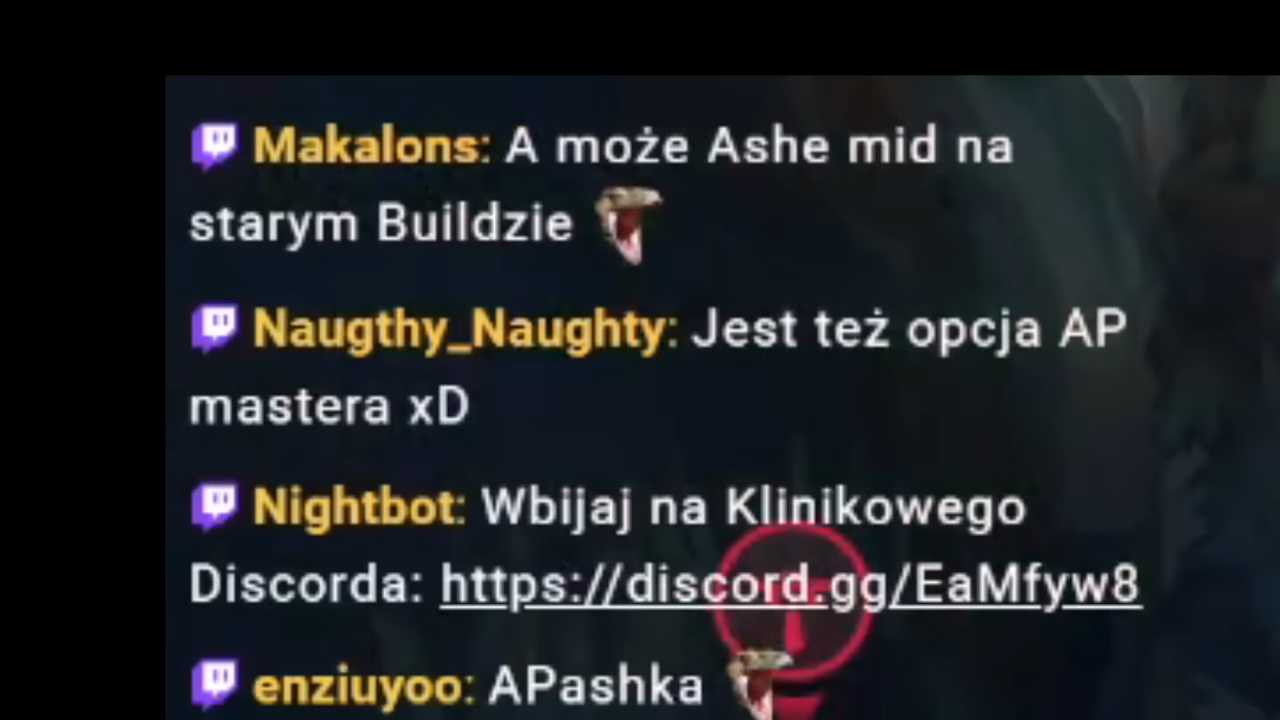 Makalons: A może Ashe mid na
starym Buildzie
Naugthy_Naughty: Jest też opcja AP
mastera xD
Nightbot: Wbijaj na Klinikowego
Discorda: https://discord.gg/EaMfyw8
enziuyoo: APashka